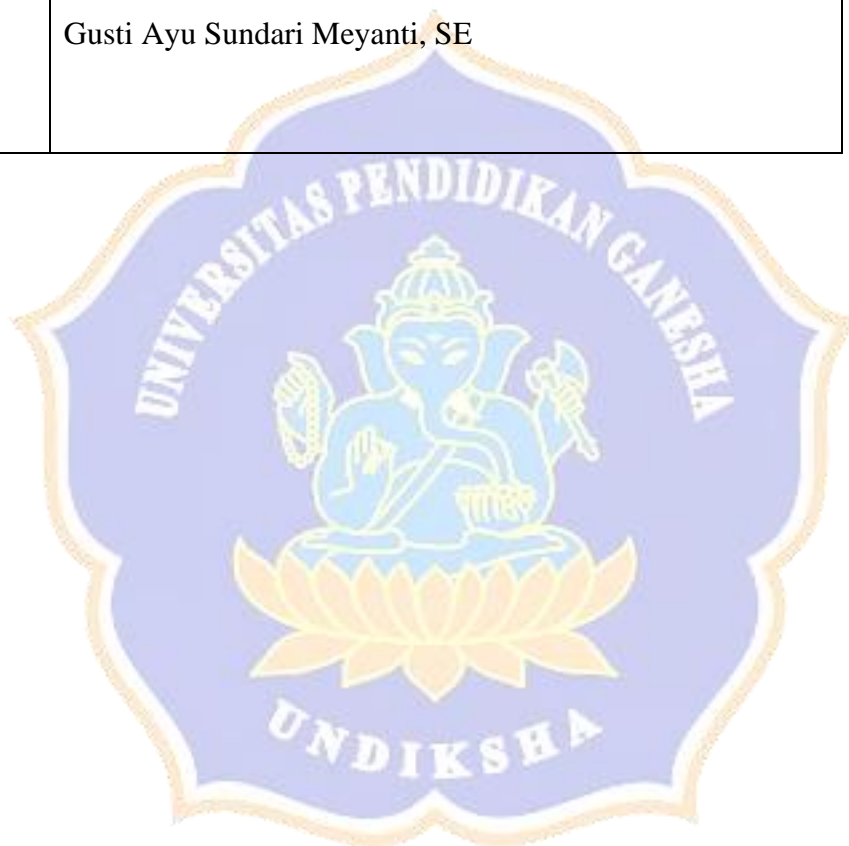 Gusti Ayu Sundari Meyanti, SE
UNIVERSITAS PENDIDIKAN GANESHA
UNDIKSHA